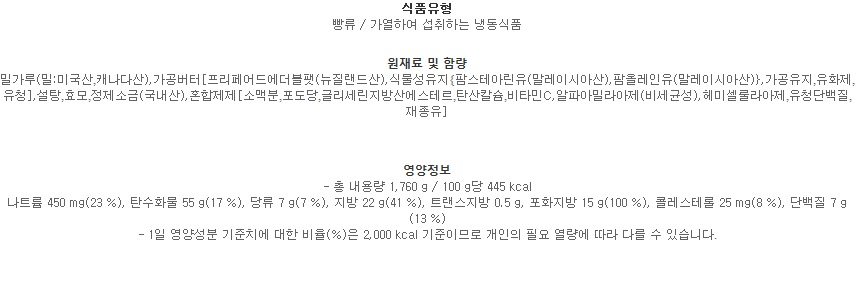 식품유형
빵류 / 가열하여 섭취하는 냉동식품
원재료 및 함량
밀가루(밀:미국산,캐나다산),가공버터[프리페어드에더블팻(뉴질랜드산),식물성유지{팜스테아린유(말레이시아산),팜올레인유(말레이시아산)},가공유지,유화제,
유청],설탕,효모,정제소금(국내산),혼합제제[소맥분,포도당,글리세린지방산에스테르,탄산칼슘,비타민C,알파아밀라아제(비세균성),헤미셀룰라아제,유청단백질,
재종유]
영양정보
- 총 내용량 1,760 g / 100 g당 445 kcal
나트륨 450 mg(23 %), 탄수화물 55 g(17 %), 당류 7 g(7 %), 지방 22 g(41 %), 트랜스지방 0.5 g, 포화지방 15 g(100 %), 콜레스테롤 25 mg(8 %), 단백질 7 g
(13 %)
- 1일 영양성분 기준치에 대한 비율(%)은 2,000 kcal 기준이므로 개인의 필요 열량에 따라 다를 수 있습니다.